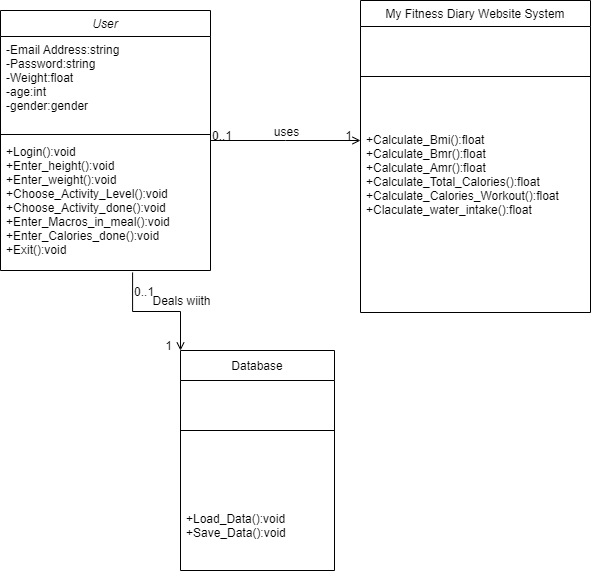 User
-Email Address:string
-Password:string
-Weight:float
-age:int
-gender:gender
+Login():void
+Enter_height():void
+Enter_weight():void
+Choose_Activity_Level():void
+Choose_Activity_done():void
+Enter_Macros_in_meal():void
+Enter_Calories_done():void
+Exit():void
0..1
uses
1
My Fitness Diary Website System
+Calculate_Bmi():float
+Calculate_Bmr():float
+Calculate_Amr():float
+Calculate_Total_Calories():float
+Calculate_Calories_Workout():float
+Claculate_water_intake():float
0..1
Deals wiith
1
Database
+Load_Data():void
+Save_Data():void